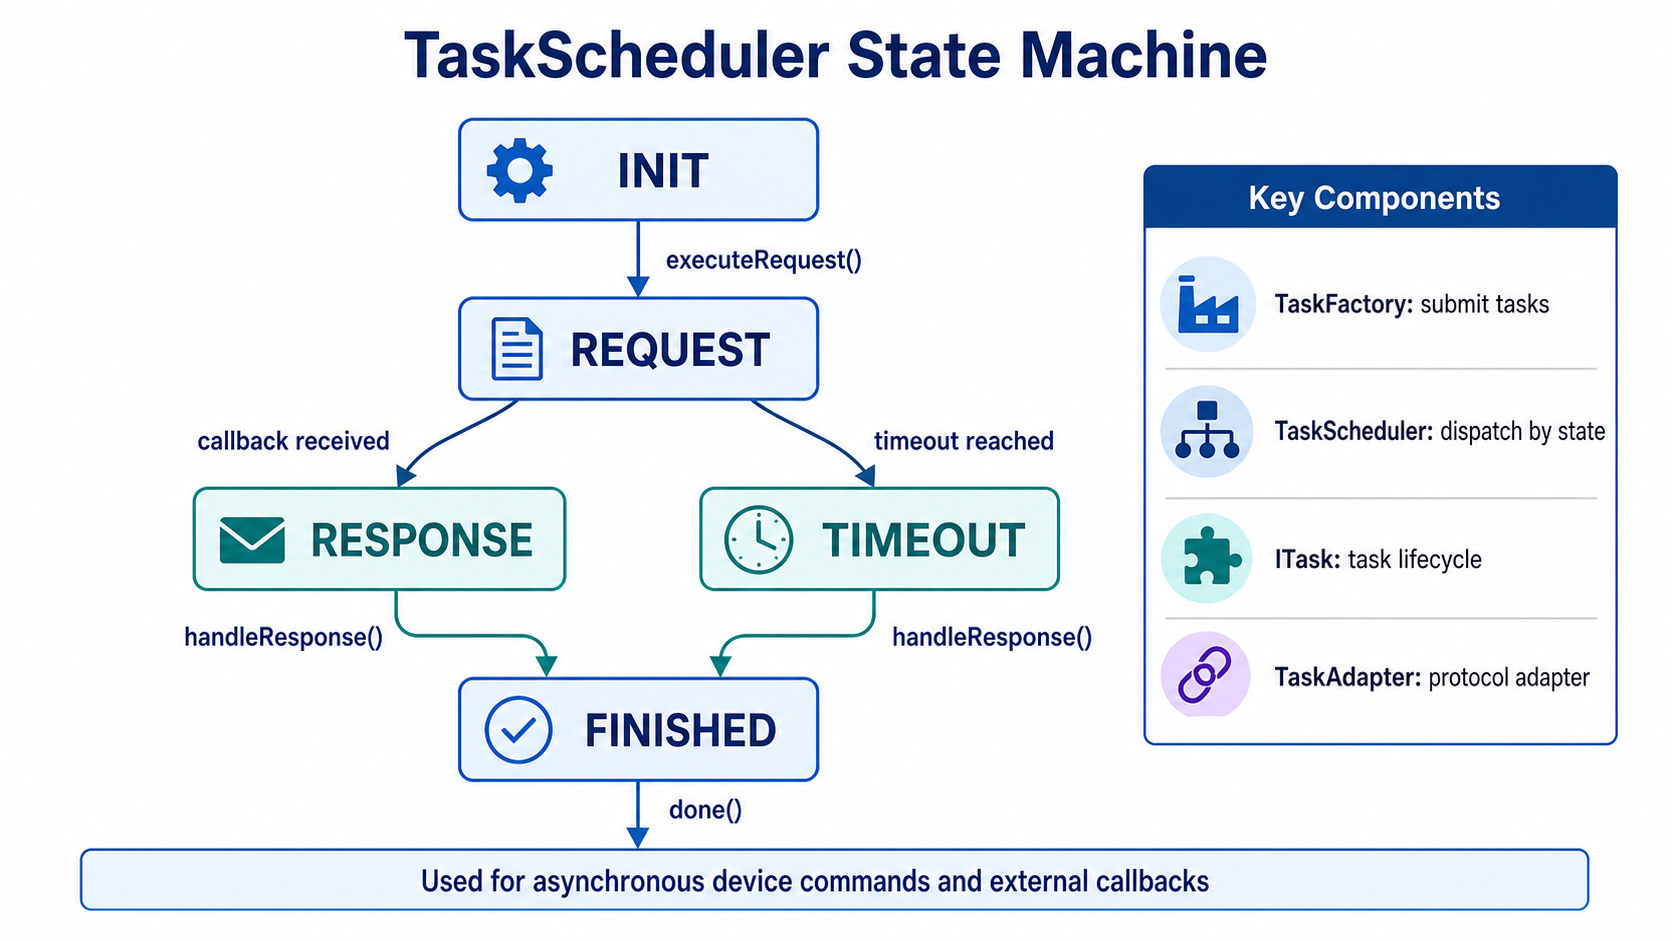 TaskScheduler State Machine
INIT
executeRequest()
REQUEST
callback received
timeout reached
RESPONSE
TIMEOUT
handleResponse()
handleResponse()
FINISHED
done()
Used for asynchronous device commands and external callbacks
Key Components
TaskFactory: submit tasks
TaskScheduler: dispatch by state
ITask: task lifecycle
TaskAdapter: protocol adapter